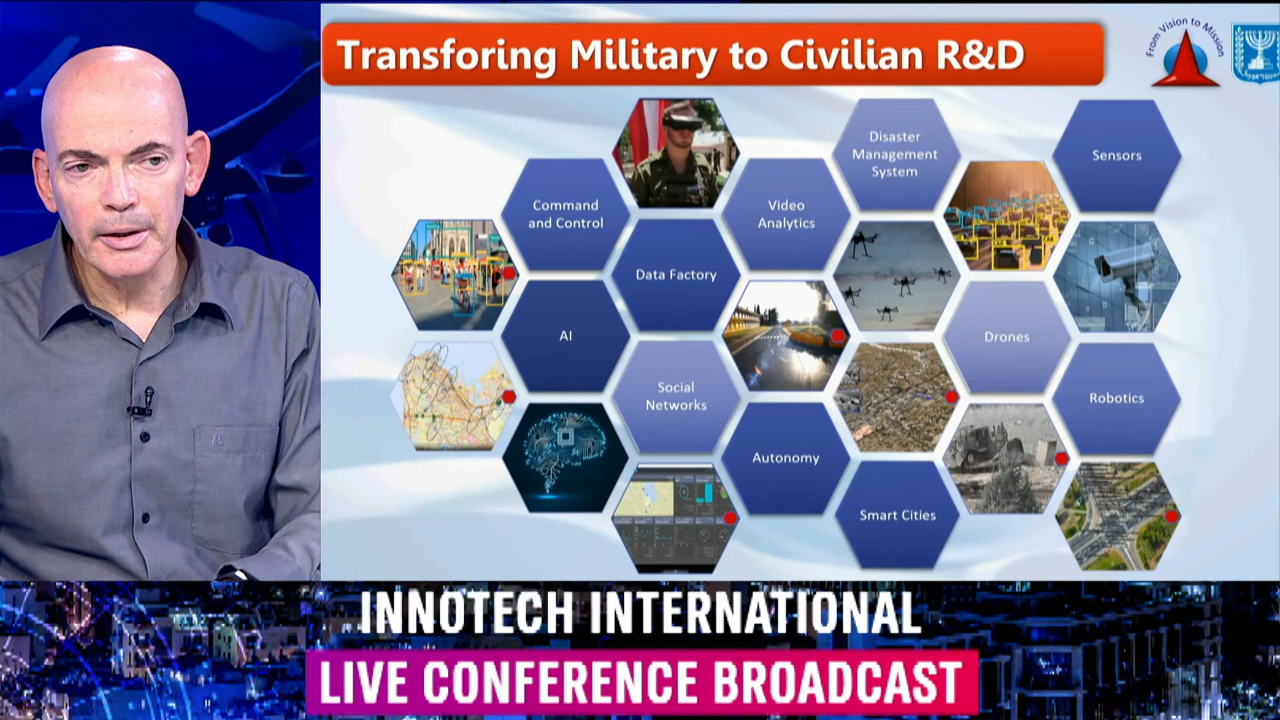 Transforing Military to Civilian R&D
From Vision to Mission
Disaster
Management
System
Sensors
Command
and Control
Video
Analytics
Data Factory
AI
Drones
Social
Networks
Robotics
Autonomy
Smart Cities
INNOTECH INTERNATIONAL
LIVE CONFERENCE BROADCAST